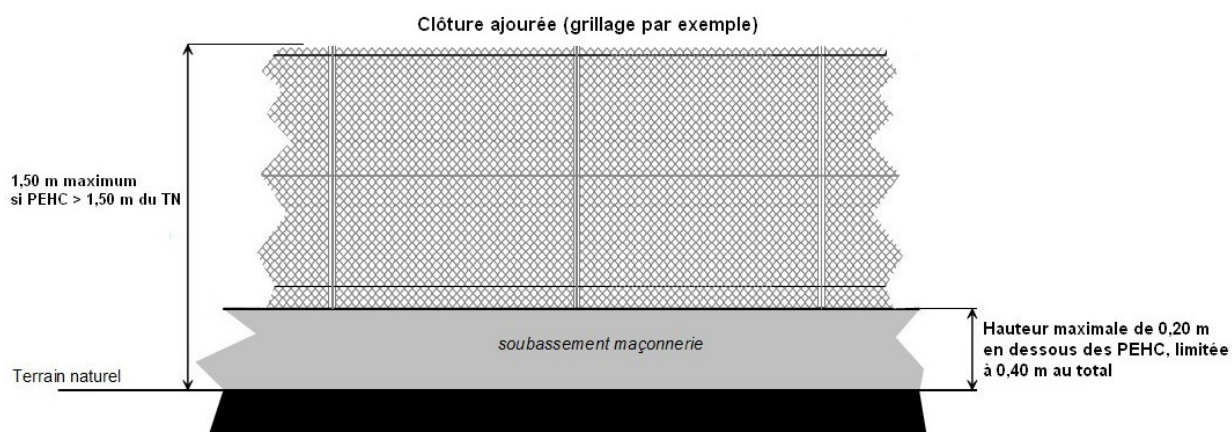 Clôture ajourée (grillage par exemple)
1,50 m maximum
si PEHC > 1,50 m du TN
soubassement maçonnerie
Hauteur maximale de 0,20 m
en dessous des PEHC, limitée
à 0,40 m au total
Terrain naturel